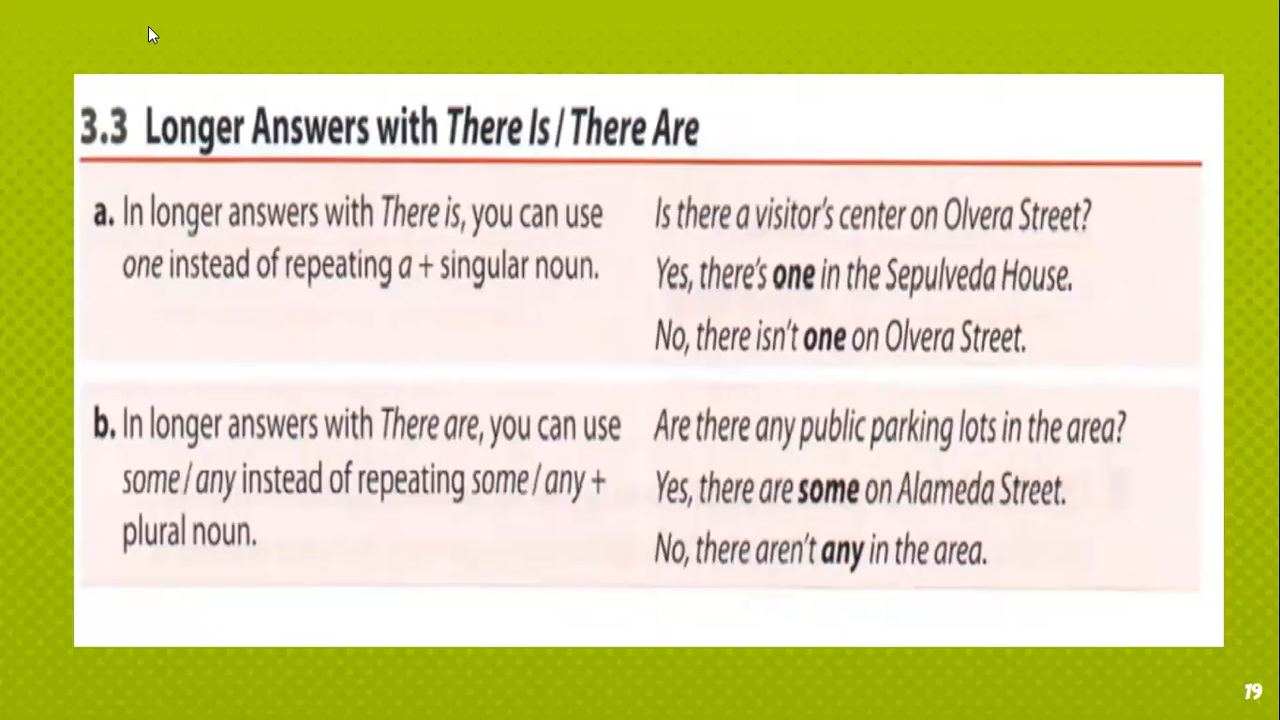 3.3 Longer Answers with There Is / There Are
a. In longer answers with There is, you can use
one instead of repeating a + singular noun.
Is there a visitor's center on Olvera Street?
Yes, there's one in the Sepulveda House.
No, there isn't one on Olvera Street.
b. In longer answers with There are, you can use
some / any instead of repeating some / any +
plural noun.
Are there any public parking lots in the area?
Yes, there are some on Alameda Street.
No, there aren't any in the area.
19